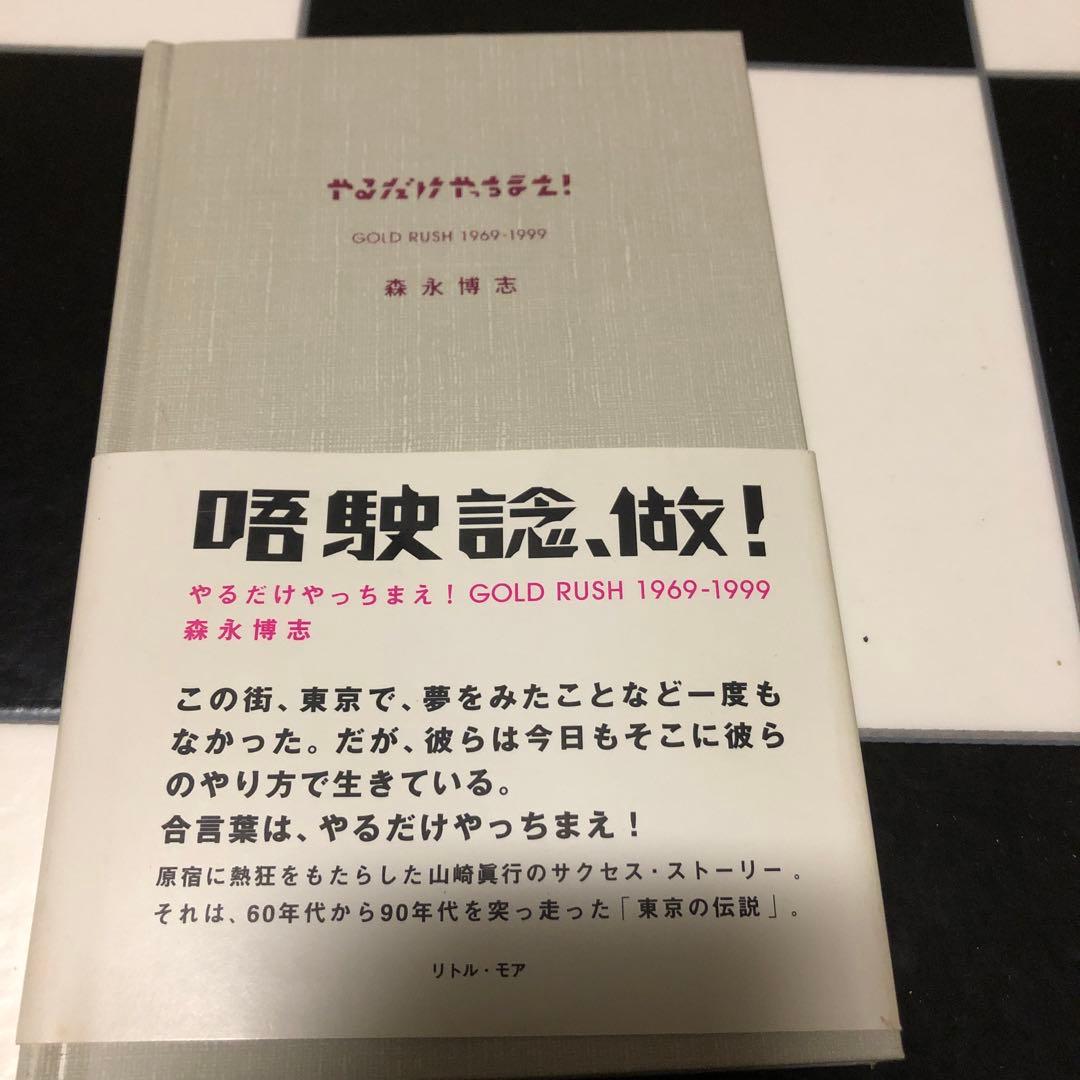 やるだけやっちまえ!
GOLD RUSH 1969-1999
森永博志
唔駛諗、做!
やるだけやっちまえ! GOLD RUSH 1969-1999
森永博志
この街、東京で、夢をみたことなど一度も
なかった。だが、彼らは今日もそこに彼ら
のやり方で生きている。
合言葉は、やるだけやっちまえ!
原宿に熱狂をもたらした山崎眞行のサクセス・ストーリー。
それは、60年代から90年代を突っ走った「東京の伝説」。
リトル・モア